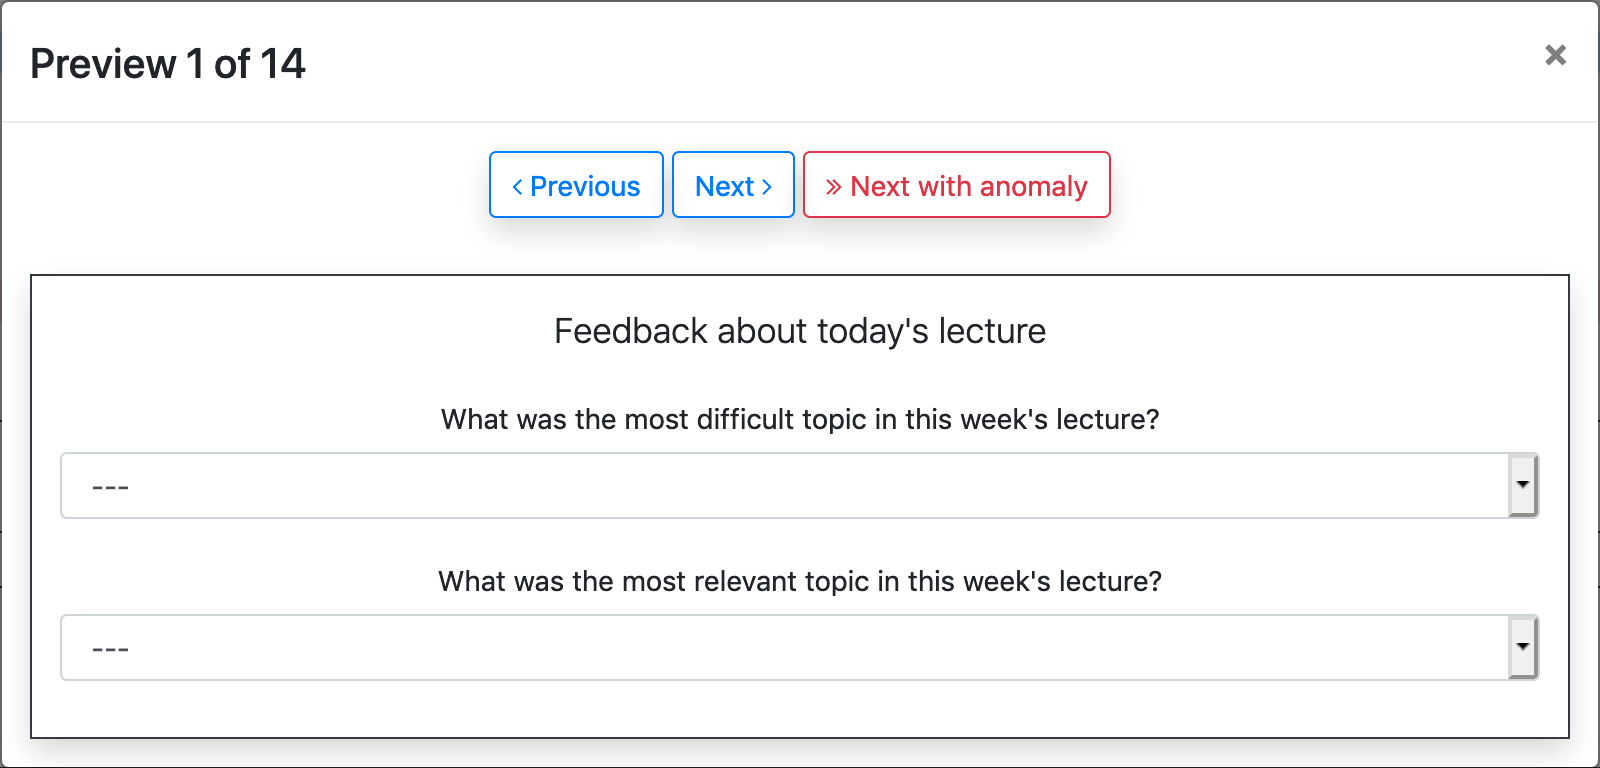 Preview 1 of 14
×
‹ Previous Next › » Next with anomaly
Feedback about today's lecture
What was the most difficult topic in this week's lecture?
---
What was the most relevant topic in this week's lecture?
---